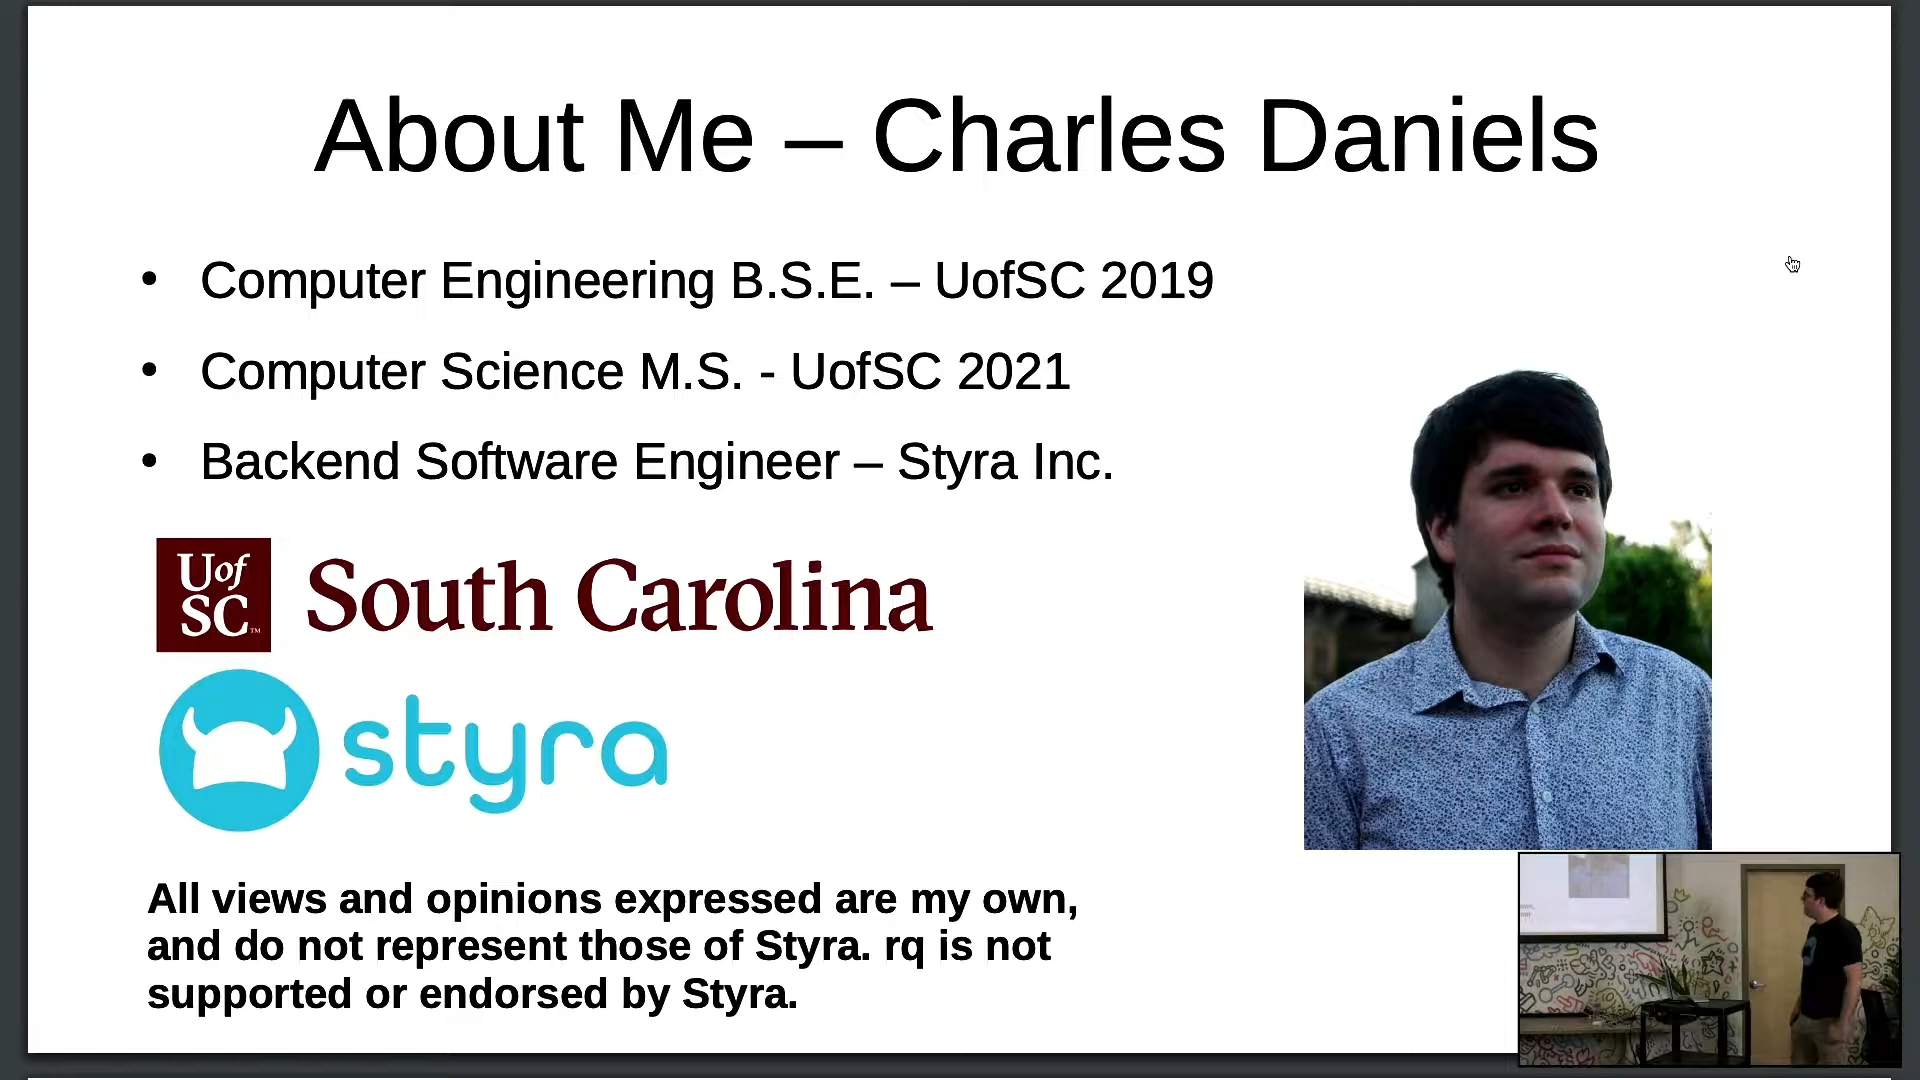 About Me – Charles Daniels
• Computer Engineering B.S.E. – UofSC 2019
• Computer Science M.S. - UofSC 2021
• Backend Software Engineer – Styra Inc.
Uof
SC™
South Carolina
styra
All views and opinions expressed are my own,
and do not represent those of Styra. rq is not
supported or endorsed by Styra.